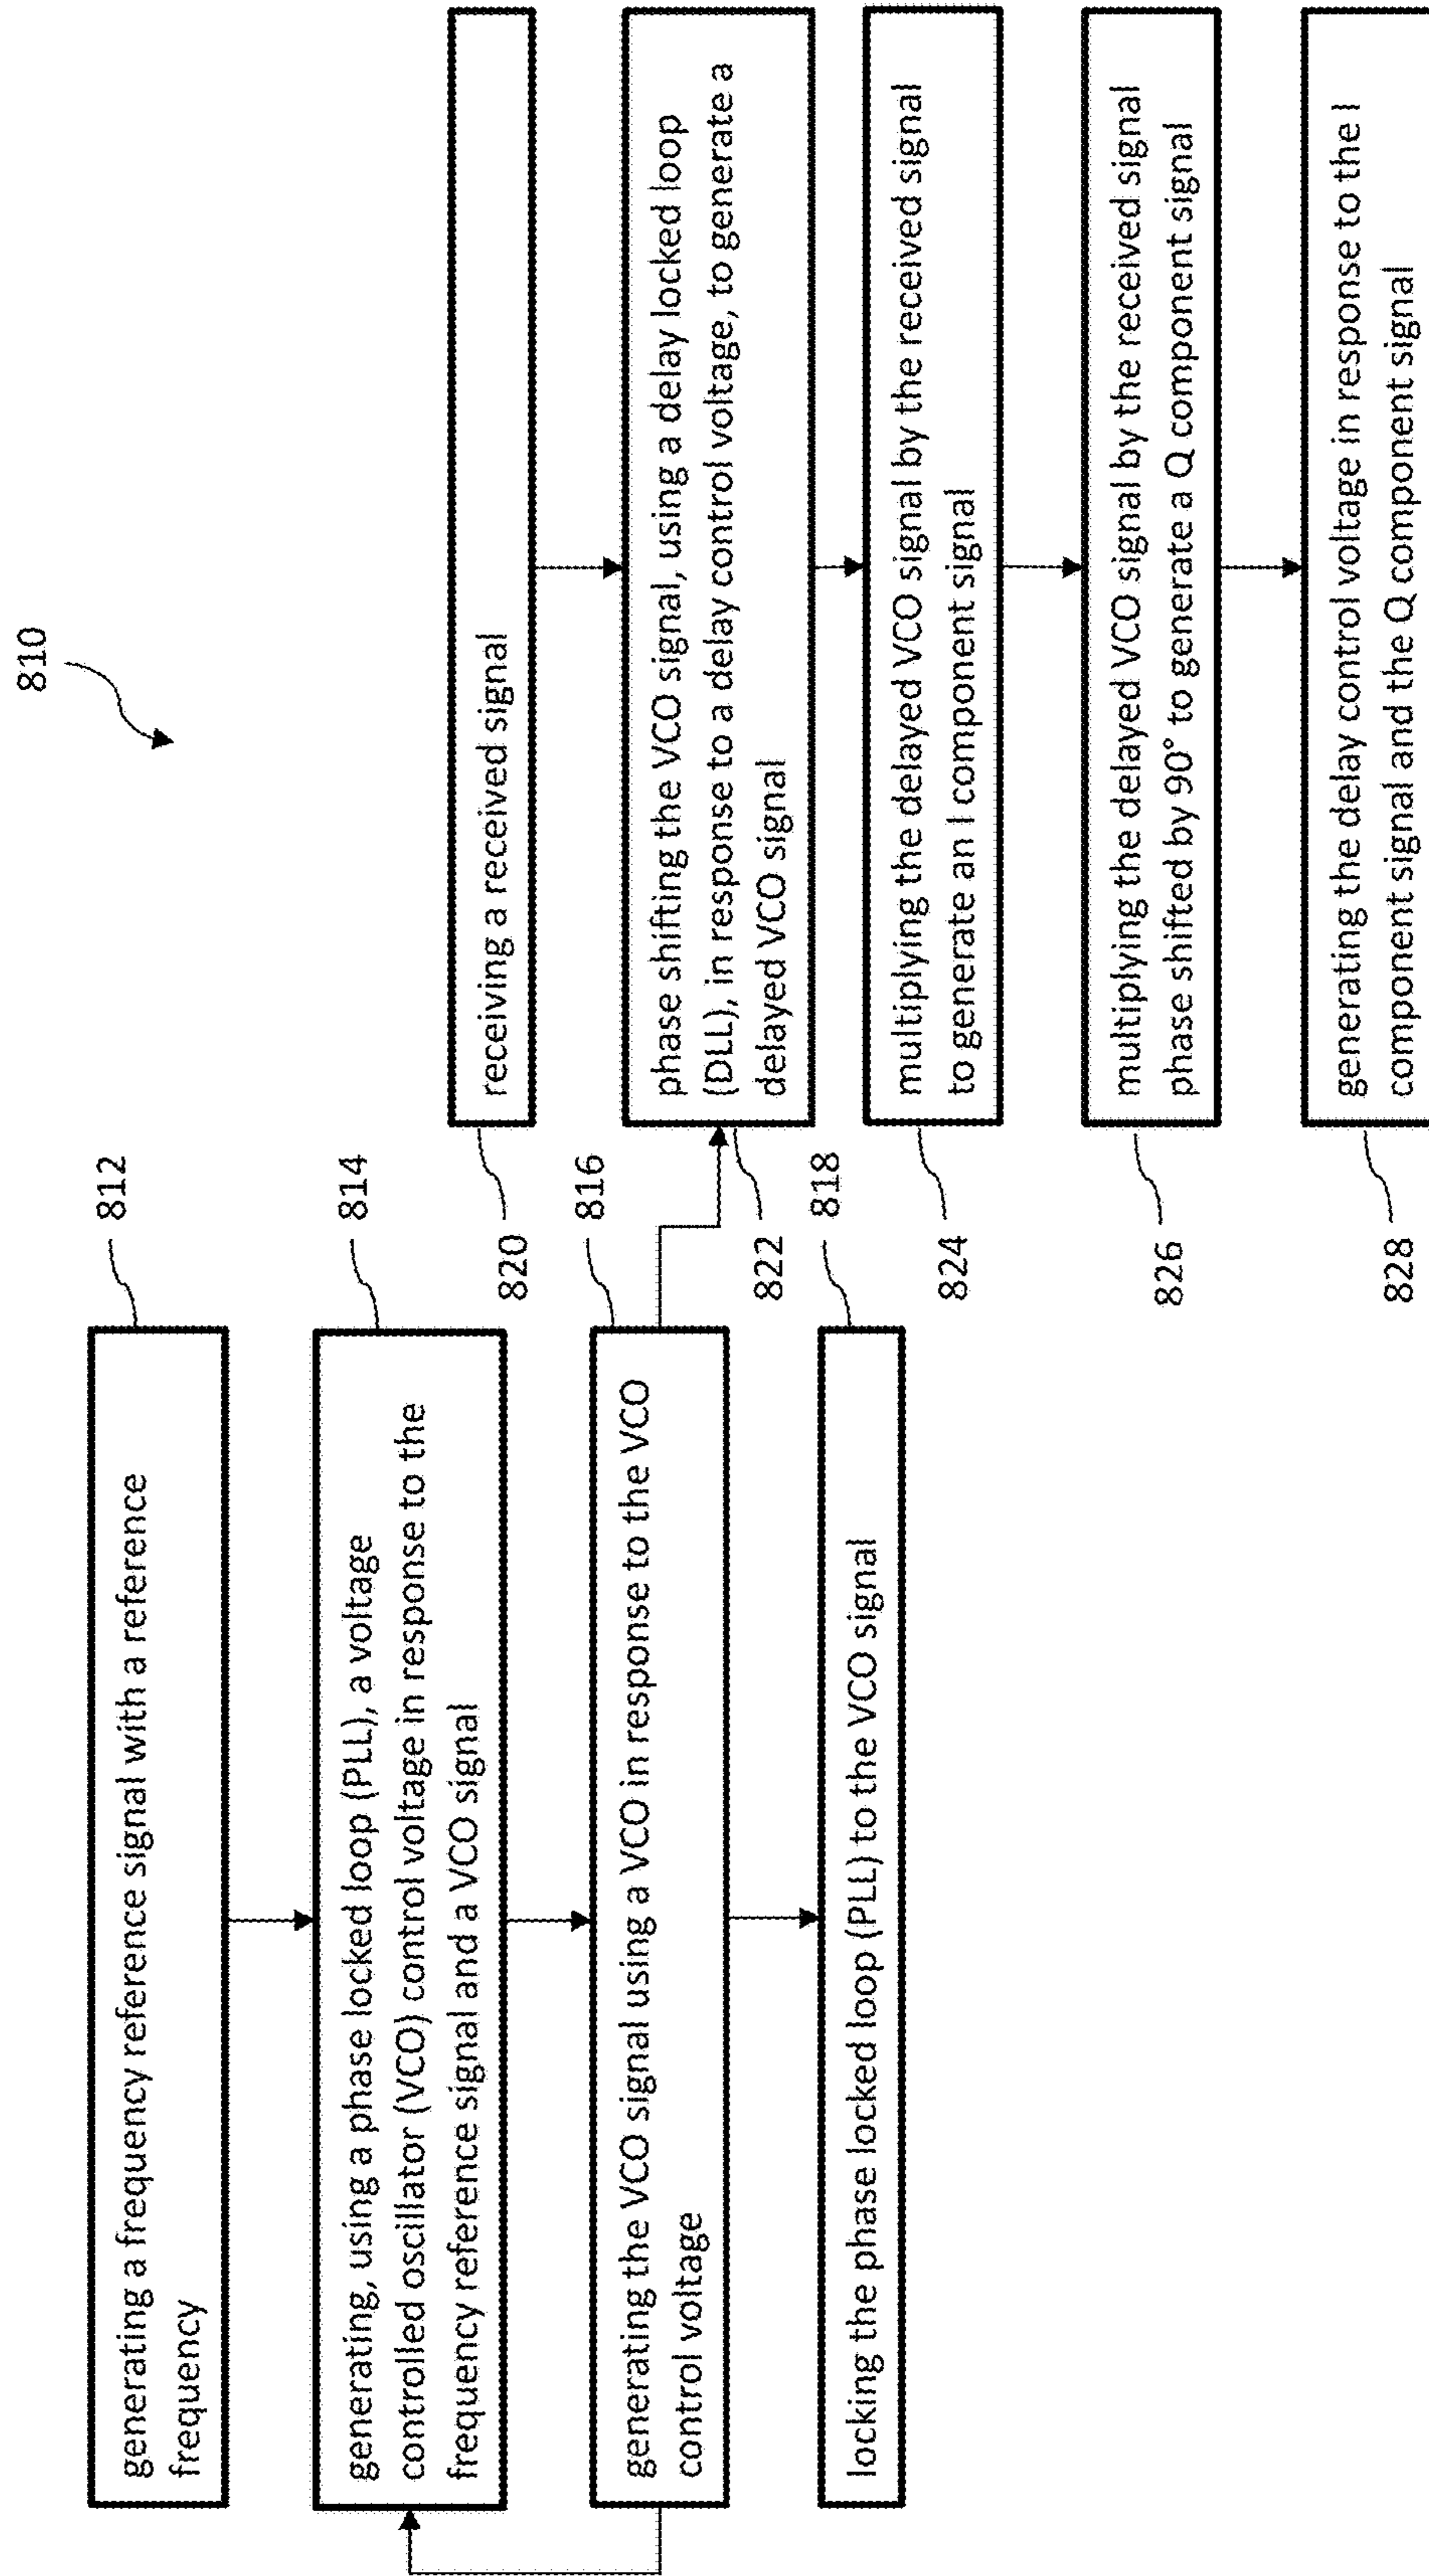 810
812
generating a frequency reference signal with a reference
frequency
814
generating, using a phase locked loop (PLL), a voltage
controlled oscillator (VCO) control voltage in response to the
frequency reference signal and a VCO signal
816
generating the VCO signal using a VCO in response to the VCO
control voltage
818
locking the phase locked loop (PLL) to the VCO signal
820
receiving a received signal
822
phase shifting the VCO signal, using a delay locked loop
(DLL), in response to a delay control voltage, to generate a
delayed VCO signal
824
multiplying the delayed VCO signal by the received signal
to generate an I component signal
826
multiplying the delayed VCO signal by the received signal
phase shifted by 90° to generate a Q component signal
828
generating the delay control voltage in response to the I
component signal and the Q component signal